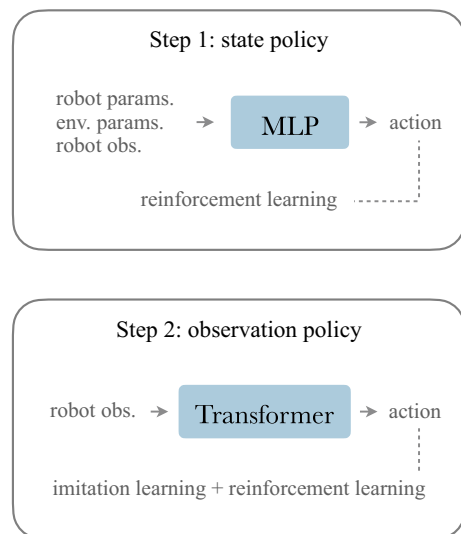 Step 1: state policy
robot params.
env. params.
robot obs.
MLP
action
reinforcement learning
Step 2: observation policy
robot obs.
Transformer
action
imitation learning + reinforcement learning